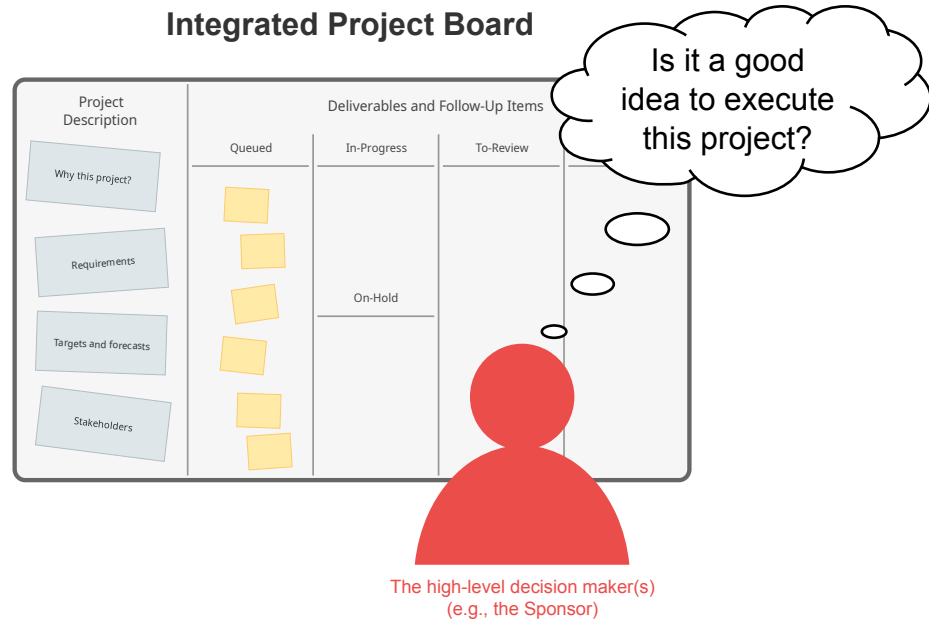 Integrated Project Board
Is it a good
idea to execute
this project?
Project
Description
Deliverables and Follow-Up Items
Queued
In-Progress
To-Review
Why this project?
Requirements
On-Hold
Targets and forecasts
Stakeholders
The high-level decision maker(s)
(e.g., the Sponsor)